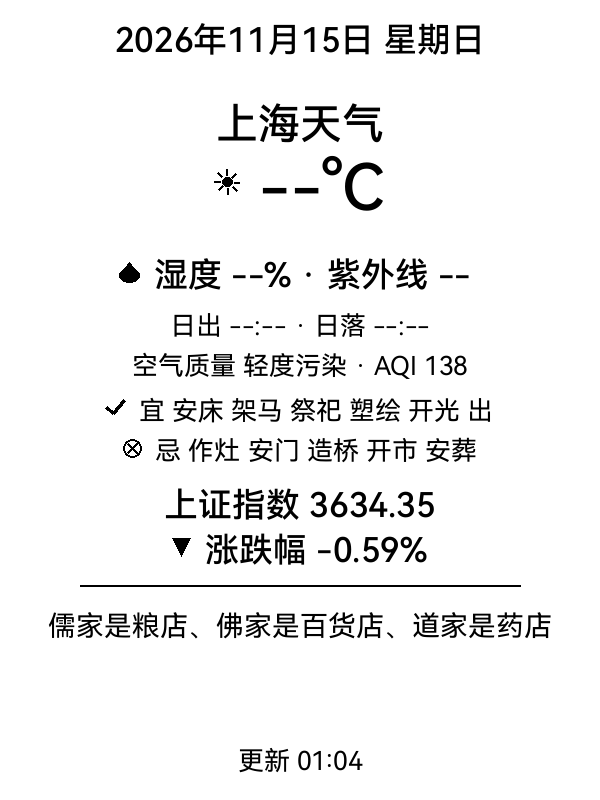 2026年11月15日 星期日
上海天气
--°C
湿度 --% · 紫外线 --
日出 --:-- · 日落 --:--
空气质量 轻度污染 · AQI 138
宜 安床 架马 祭祀 塑绘 开光 出
忌 作灶 安门 造桥 开市 安葬
上证指数 3634.35
▼ 涨跌幅 -0.59%
儒家是粮店、佛家是百货店、道家是药店
更新 01:04